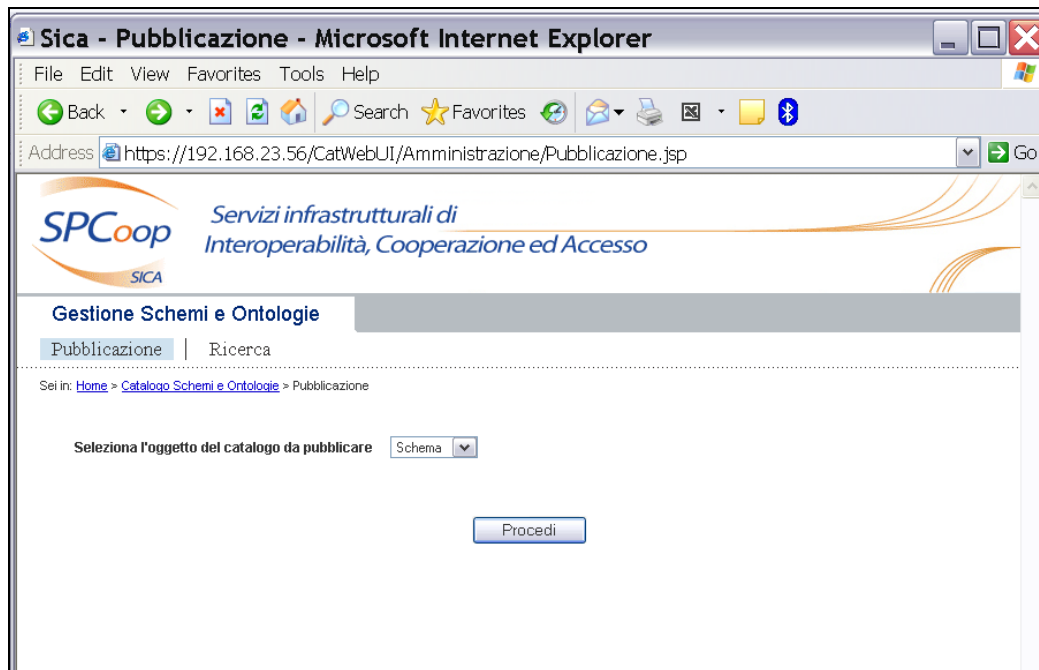 Sica - Pubblicazione - Microsoft Internet Explorer
File Edit View Favorites Tools Help
Back Search Favorites
Address https://192.168.23.56/CatWebUI/Amministrazione/Pubblicazione.jsp Go
SPCoop
SICA
Servizi infrastrutturali di
Interoperabilità, Cooperazione ed Accesso
Gestione Schemi e Ontologie
Pubblicazione | Ricerca
Sei in: Home > Catalogo Schemi e Ontologie > Pubblicazione
Seleziona l'oggetto del catalogo da pubblicare Schema
Procedi